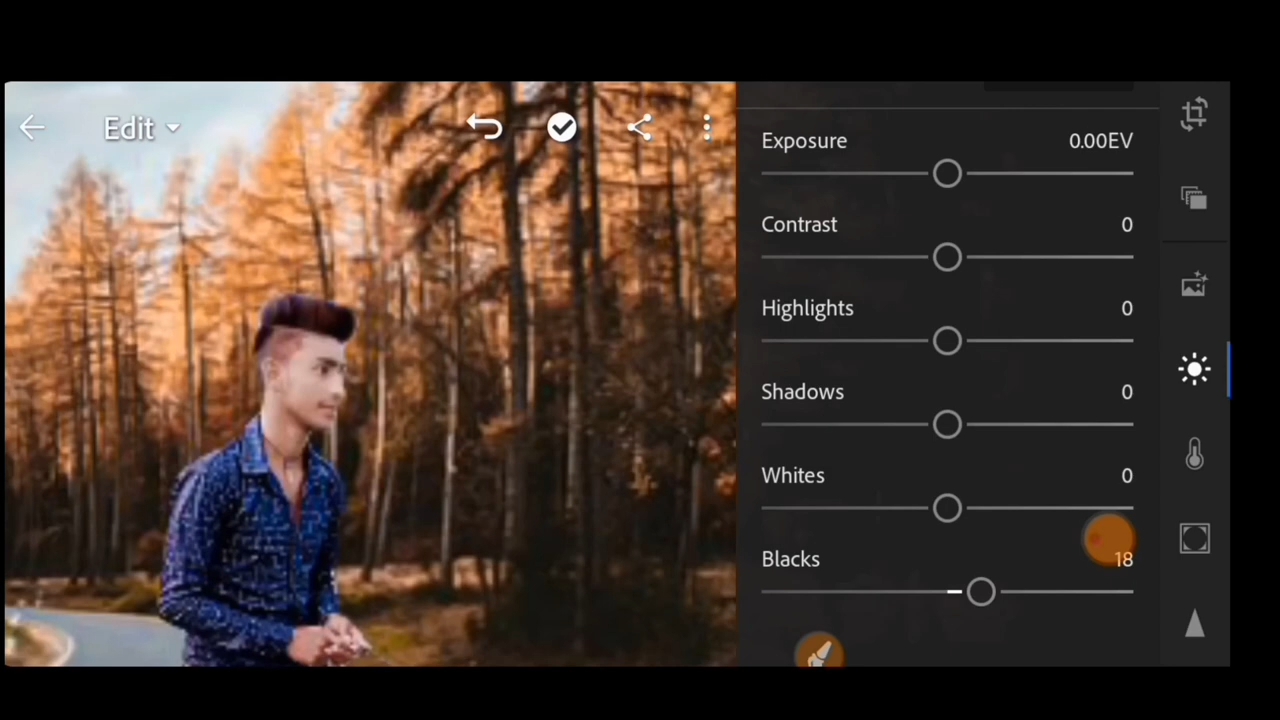 Edit
Exposure 0.00EV
Contrast 0
Highlights 0
Shadows 0
Whites 0
Blacks 18